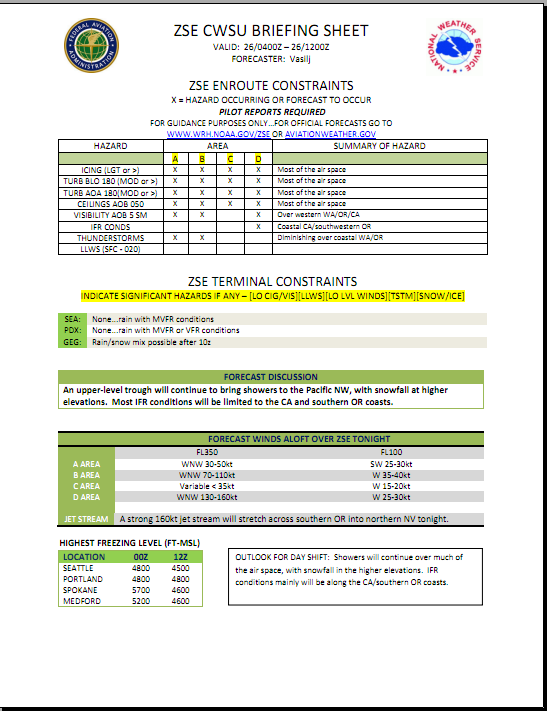 FEDERAL AVIATION
ADMINISTRATION
NATIONAL WEATHER SERVICE
ZSE CWSU BRIEFING SHEET
VALID: 26/0400Z – 26/1200Z
FORECASTER: Vasilj
ZSE ENROUTE CONSTRAINTS
X = HAZARD OCCURRING OR FORECAST TO OCCUR
PILOT REPORTS REQUIRED
FOR GUIDANCE PURPOSES ONLY...FOR OFFICIAL FORECASTS GO TO
WWW.WRH.NOAA.GOV/ZSE OR AVIATIONWEATHER.GOV
HAZARD AREA SUMMARY OF HAZARD
A B C D
ICING (LGT or >) X X X X Most of the air space
TURB BLO 180 (MOD or >) X X X X Most of the air space
TURB AOA 180(MOD or >) X X X X Most of the air space
CEILINGS AOB 050 X X X X Most of the air space
VISIBILITY AOB 5 SM X X X Over western WA/OR/CA
IFR CONDS X Coastal CA/southwestern OR
THUNDERSTORMS X X Diminishing over coastal WA/OR
LLWS (SFC - 020)
ZSE TERMINAL CONSTRAINTS
INDICATE SIGNIFICANT HAZARDS IF ANY – [LO CIG/VIS][LLWS][LO LVL WINDS][TSTM][SNOW/ICE]
SEA: None...rain with MVFR conditions
PDX: None...rain with MVFR or VFR conditions
GEG: Rain/snow mix possible after 10z
FORECAST DISCUSSION
An upper-level trough will continue to bring showers to the Pacific NW, with snowfall at higher
elevations. Most IFR conditions will be limited to the CA and southern OR coasts.
FORECAST WINDS ALOFT OVER ZSE TONIGHT
FL350 FL100
A AREA WNW 30-50kt SW 25-30kt
B AREA WNW 70-110kt W 35-40kt
C AREA Variable < 35kt W 15-20kt
D AREA WNW 130-160kt W 25-30kt
JET STREAM A strong 160kt jet stream will stretch across southern OR into northern NV tonight.
HIGHEST FREEZING LEVEL (FT-MSL)
LOCATION 00Z 12Z
SEATTLE 4800 4500
PORTLAND 4800 4800
SPOKANE 5700 4600
MEDFORD 5200 4600
OUTLOOK FOR DAY SHIFT: Showers will continue over much of
the air space, with snowfall in the higher elevations. IFR
conditions mainly will be along the CA/southern OR coasts.